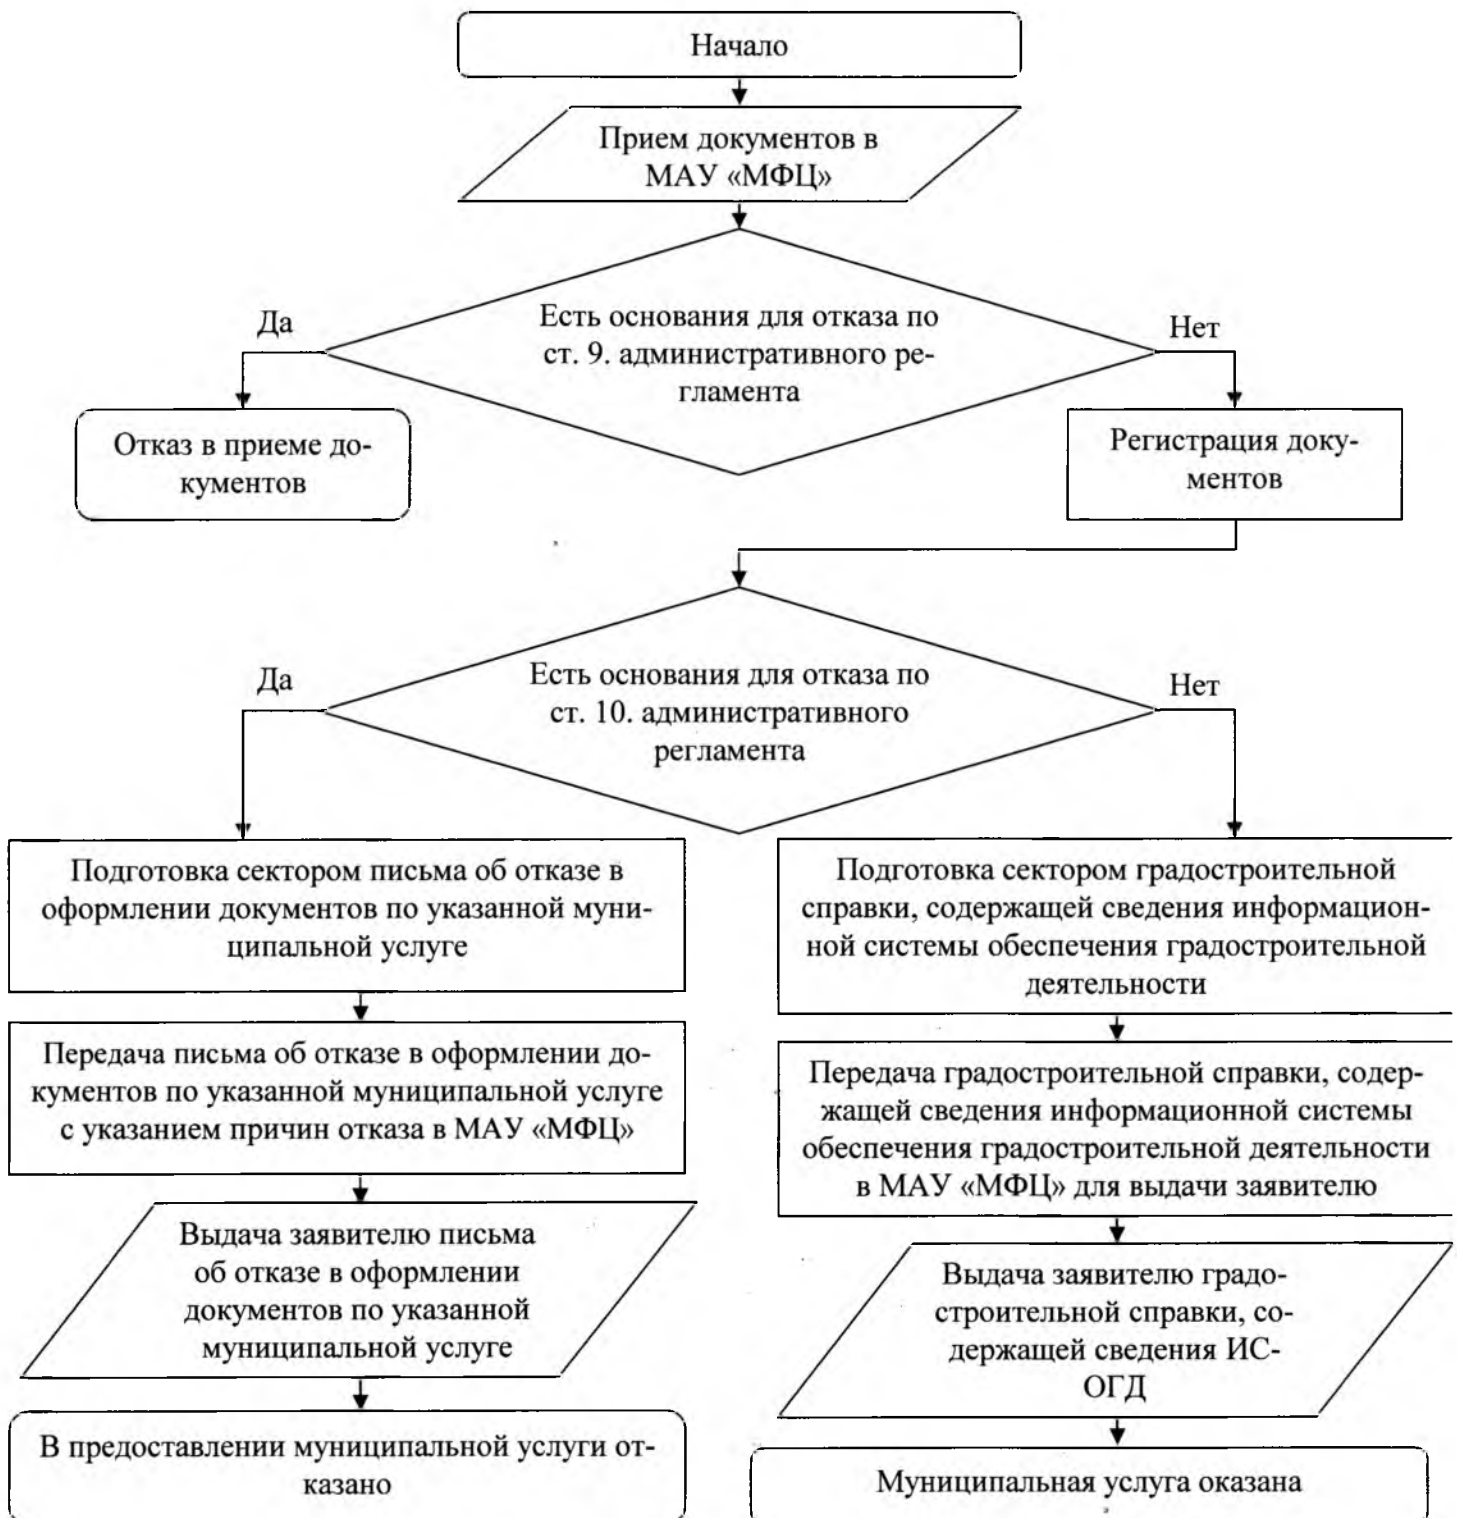 Начало
Прием документов в
МАУ «МФЦ»
Есть основания для отказа по
ст. 9. административного ре-
гламента
Да
Нет
Отказ в приеме до-
кументов
Регистрация доку-
ментов
Есть основания для отказа по
ст. 10. административного
регламента
Да
Нет
Подготовка сектором письма об отказе в
оформлении документов по указанной муни-
ципальной услуге
Передача письма об отказе в оформлении до-
кументов по указанной муниципальной услуге
с указанием причин отказа в МАУ «МФЦ»
Выдача заявителю письма
об отказе в оформлении
документов по указанной
муниципальной услуге
В предоставлении муниципальной услуги от-
казано
Подготовка сектором градостроительной
справки, содержащей сведения информацион-
ной системы обеспечения градостроительной
деятельности
Передача градостроительной справки, содер-
жащей сведения информационной системы
обеспечения градостроительной деятельности
в МАУ «МФЦ» для выдачи заявителю
Выдача заявителю градо-
строительной справки, со-
держащей сведения ИС-
ОГД
Муниципальная услуга оказана